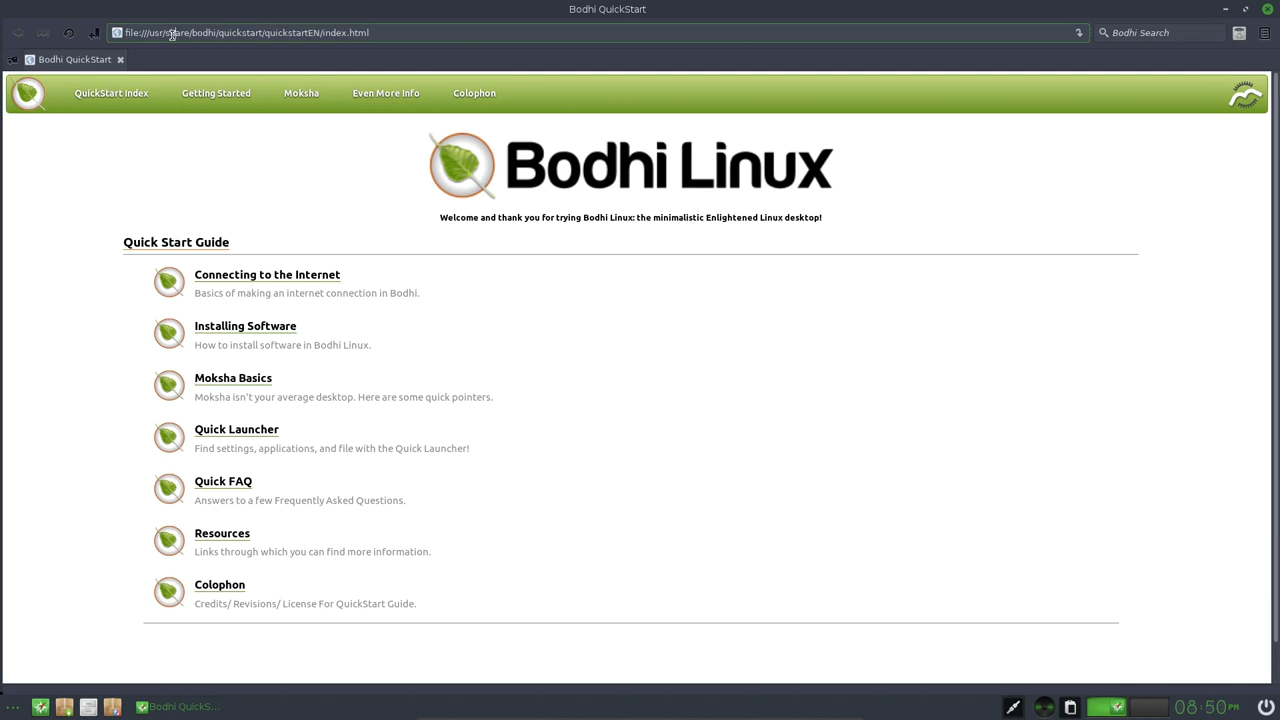 Bodhi QuickStart
file:///usr/share/bodhi/quickstart/quickstartEN/index.html
Bodhi Search
Bodhi QuickStart
QuickStart Index
Getting Started
Moksha
Even More Info
Colophon
Bodhi Linux
Welcome and thank you for trying Bodhi Linux: the minimalistic Enlightened Linux desktop!
Quick Start Guide
Connecting to the Internet
Basics of making an internet connection in Bodhi.
Installing Software
How to install software in Bodhi Linux.
Moksha Basics
Moksha isn't your average desktop. Here are some quick pointers.
Quick Launcher
Find settings, applications, and file with the Quick Launcher!
Quick FAQ
Answers to a few Frequently Asked Questions.
Resources
Links through which you can find more information.
Colophon
Credits/ Revisions/ License For QuickStart Guide.
Bodhi QuickS...
08:50PM